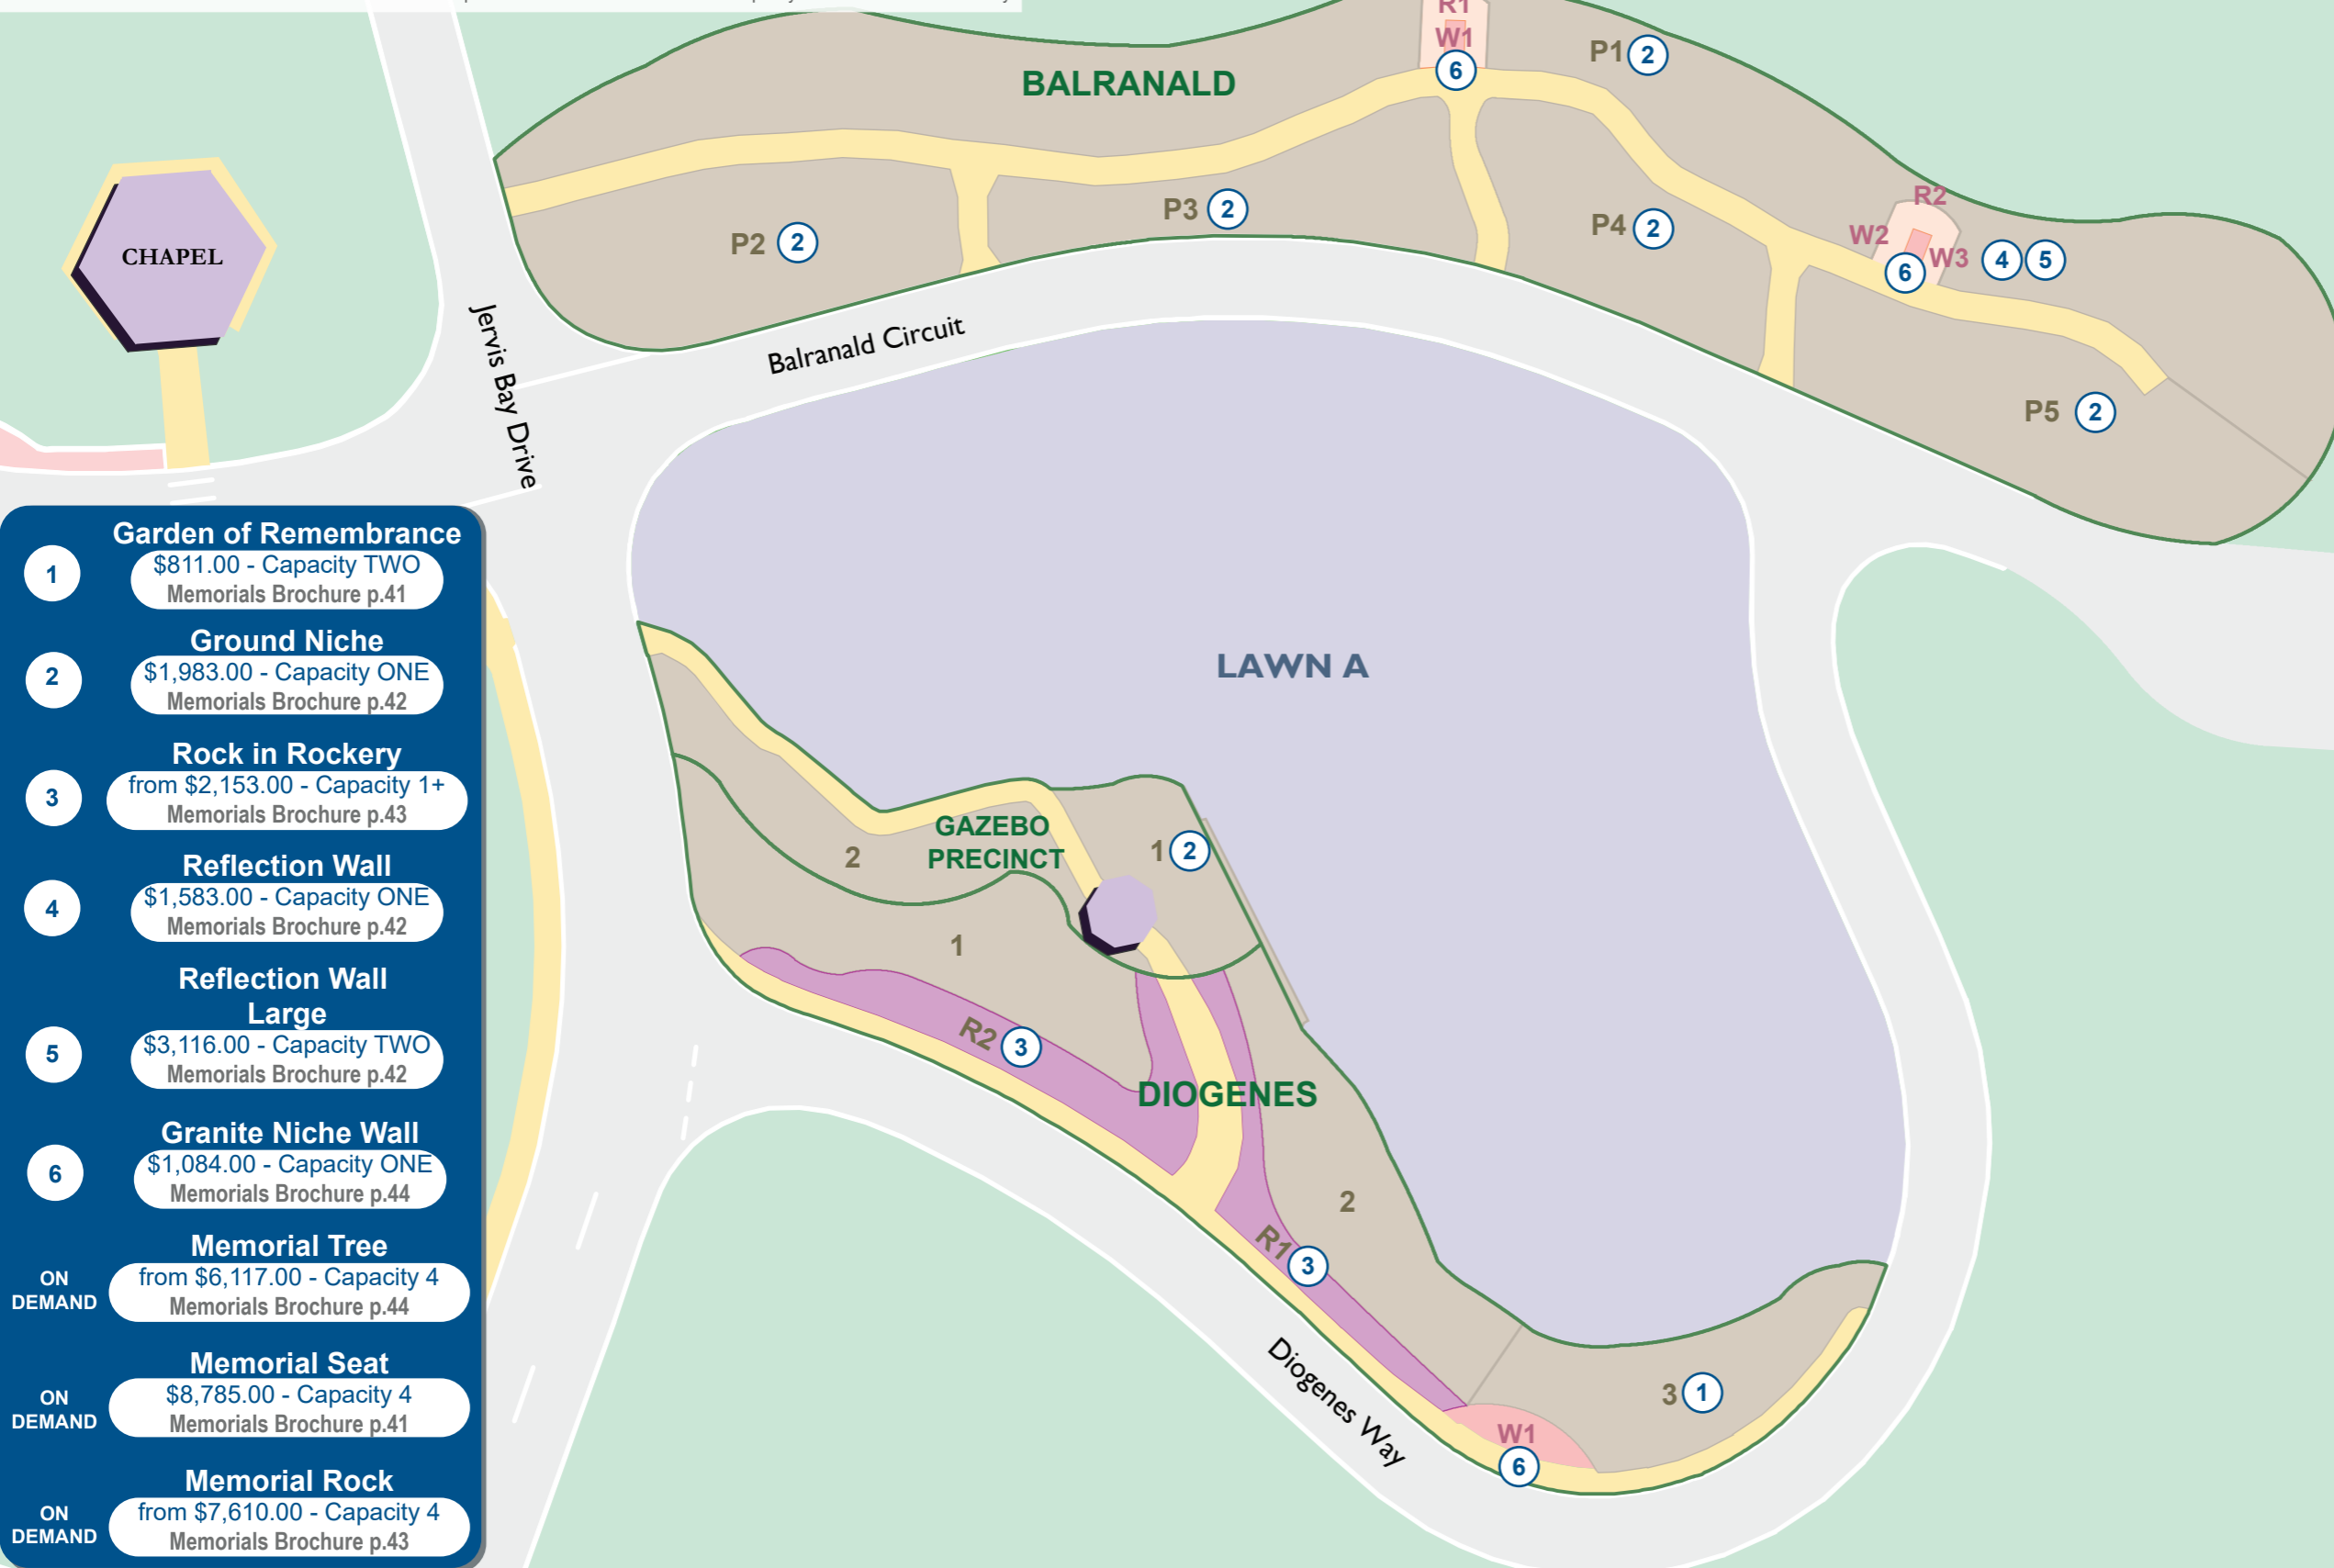 R1
W1
6
BALRANALD
P1 2
P2 2
P3 2
P4 2
R2
W2
W3
6
4 5
P5 2
CHAPEL
Jervis Bay Drive
Balranald Circuit
LAWN A
GAZEBO
PRECINCT
2
1 2
1
R2 3
DIOGENES
2
R1 3
3 1
W1
6
Diogenes Way
1
Garden of Remembrance
$811.00 - Capacity TWO
Memorials Brochure p.41
2
Ground Niche
$1,983.00 - Capacity ONE
Memorials Brochure p.42
3
Rock in Rockery
from $2,153.00 - Capacity 1+
Memorials Brochure p.43
4
Reflection Wall
$1,583.00 - Capacity ONE
Memorials Brochure p.42
5
Reflection Wall
Large
$3,116.00 - Capacity TWO
Memorials Brochure p.42
6
Granite Niche Wall
$1,084.00 - Capacity ONE
Memorials Brochure p.44
ON
DEMAND
Memorial Tree
from $6,117.00 - Capacity 4
Memorials Brochure p.44
ON
DEMAND
Memorial Seat
$8,785.00 - Capacity 4
Memorials Brochure p.41
ON
DEMAND
Memorial Rock
from $7,610.00 - Capacity 4
Memorials Brochure p.43